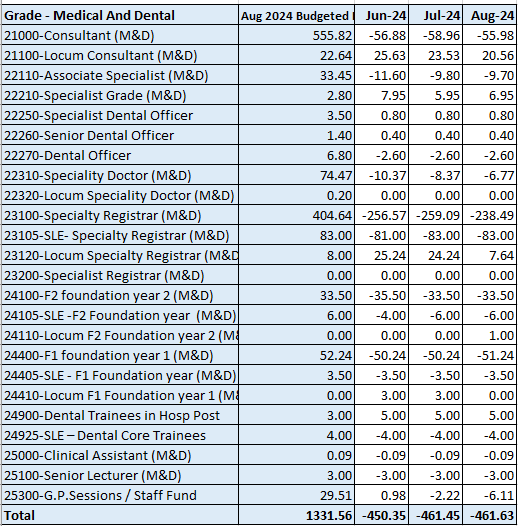 Grade - Medical And Dental Aug 2024 Budgeted Jun-24 Jul-24 Aug-24
21000-Consultant (M&D) 555.82 -56.88 -58.96 -55.98
21100-Locum Consultant (M&D) 22.64 25.63 23.53 20.56
22110-Associate Specialist (M&D) 33.45 -11.60 -9.80 -9.70
22210-Specialist Grade (M&D) 2.80 7.95 5.95 6.95
22250-Specialist Dental Officer 3.50 0.80 0.80 0.80
22260-Senior Dental Officer 1.40 0.40 0.40 0.40
22270-Dental Officer 6.80 -2.60 -2.60 -2.60
22310-Speciality Doctor (M&D) 74.47 -10.37 -8.37 -6.77
22320-Locum Speciality Doctor (M&D) 0.20 0.00 0.00 0.00
23100-Specialty Registrar (M&D) 404.64 -256.57 -259.09 -238.49
23105-SLE- Specialty Registrar (M&D) 83.00 -81.00 -83.00 -83.00
23120-Locum Specialty Registrar (M&D 8.00 25.24 24.24 7.64
23200-Specialist Registrar (M&D) 0.00 0.00 0.00 0.00
24100-F2 foundation year 2 (M&D) 33.50 -35.50 -33.50 -33.50
24105-SLE -F2 Foundation year (M&D) 6.00 -4.00 -6.00 -6.00
24110-Locum F2 Foundation year 2 (M& 0.00 0.00 0.00 1.00
24400-F1 foundation year 1 (M&D) 52.24 -50.24 -50.24 -51.24
24405-SLE - F1 Foundation year (M&D) 3.50 -3.50 -3.50 -3.50
24410-Locum F1 Foundation year 1 (M& 0.00 3.00 3.00 0.00
24900-Dental Trainees in Hosp Post 3.00 5.00 5.00 5.00
24925-SLE – Dental Core Trainees 4.00 -4.00 -4.00 -4.00
25000-Clinical Assistant (M&D) 0.09 -0.09 -0.09 -0.09
25100-Senior Lecturer (M&D) 3.00 -3.00 -3.00 -3.00
25300-G.P.Sessions / Staff Fund 29.51 0.98 -2.22 -6.11
Total 1331.56 -450.35 -461.45 -461.63